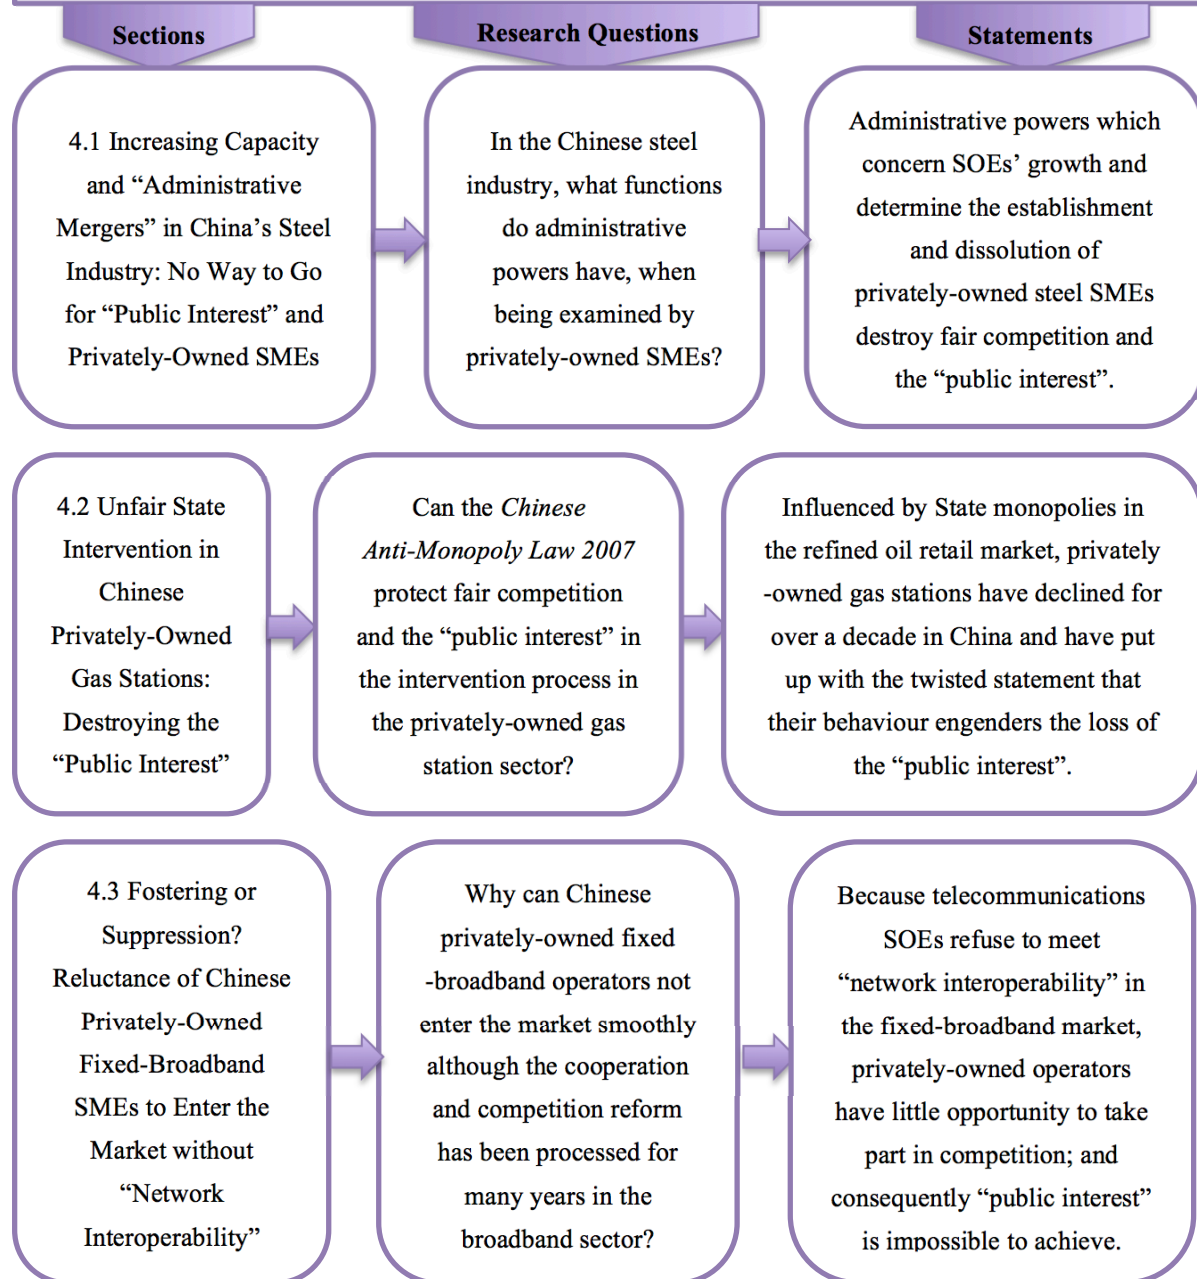 Sections
Research Questions
Statements
4.1 Increasing Capacity
and “Administrative
Mergers” in China’s Steel
Industry: No Way to Go
for “Public Interest” and
Privately-Owned SMEs
In the Chinese steel
industry, what functions
do administrative
powers have, when
being examined by
privately-owned SMEs?
Administrative powers which
concern SOEs’ growth and
determine the establishment
and dissolution of
privately-owned steel SMEs
destroy fair competition and
the “public interest”.
4.2 Unfair State
Intervention in
Chinese
Privately-Owned
Gas Stations:
Destroying the
“Public Interest”
Can the Chinese
Anti-Monopoly Law 2007
protect fair competition
and the “public interest” in
the intervention process in
the privately-owned gas
station sector?
Influenced by State monopolies in
the refined oil retail market, privately
-owned gas stations have declined for
over a decade in China and have put
up with the twisted statement that
their behaviour engenders the loss of
the “public interest”.
4.3 Fostering or
Suppression?
Reluctance of Chinese
Privately-Owned
Fixed-Broadband
SMEs to Enter the
Market without
“Network
Interoperability”
Why can Chinese
privately-owned fixed
-broadband operators not
enter the market smoothly
although the cooperation
and competition reform
has been processed for
many years in the
broadband sector?
Because telecommunications
SOEs refuse to meet
“network interoperability” in
the fixed-broadband market,
privately-owned operators
have little opportunity to take
part in competition; and
consequently “public interest”
is impossible to achieve.